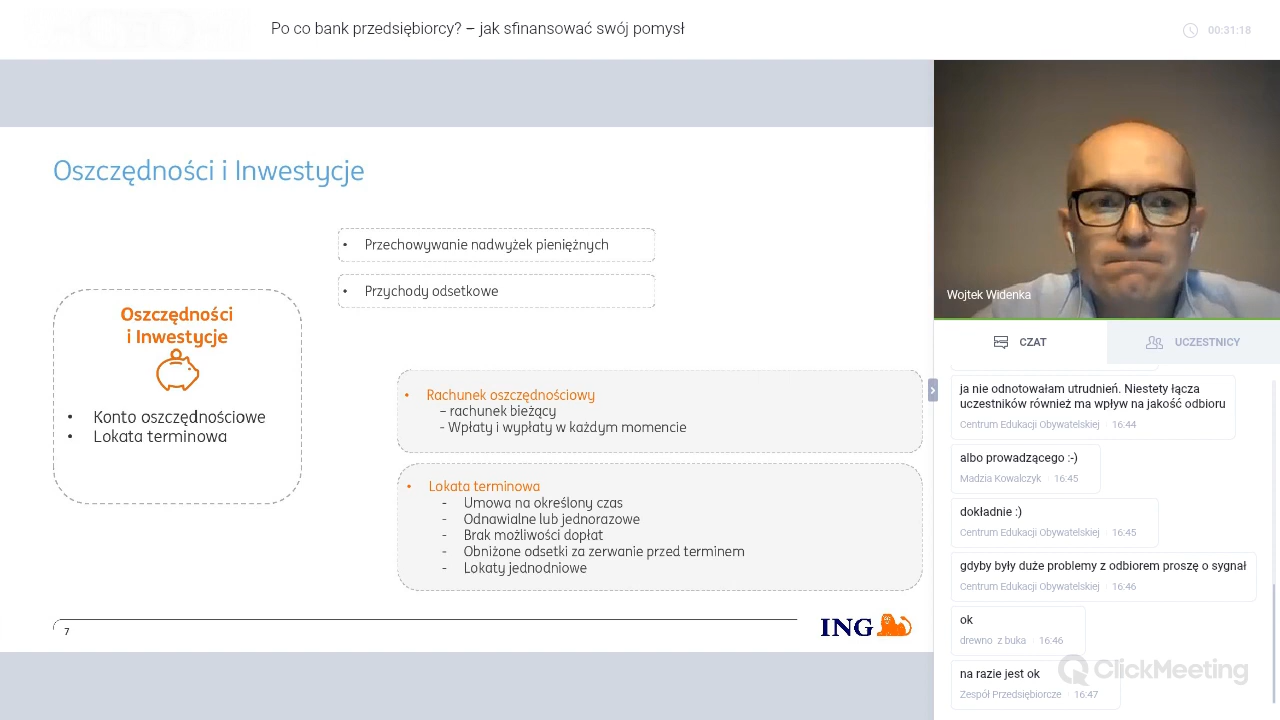 Po co bank przedsiębiorcy? – jak sfinansować swój pomysł
00:31:18
Oszczędności i Inwestycje
• Przechowywanie nadwyżek pieniężnych
• Przychody odsetkowe
Oszczędności
i Inwestycje
• Konto oszczędnościowe
• Lokata terminowa
• Rachunek oszczędnościowy
– rachunek bieżący
- Wpłaty i wypłaty w każdym momencie
• Lokata terminowa
- Umowa na określony czas
- Odnawialne lub jednorazowe
- Brak możliwości dopłat
- Obniżone odsetki za zerwanie przed terminem
- Lokaty jednodniowe
7
ING
Wojtek Widenka
CZAT
UCZESTNICY
ja nie odnotowałam utrudnień. Niestety łącza
uczestników również ma wpływ na jakość odbioru
Centrum Edukacji Obywatelskiej · 16:44
albo prowadzącego :-)
Madzia Kowalczyk · 16:45
dokładnie :)
Centrum Edukacji Obywatelskiej · 16:45
gdyby były duże problemy z odbiorem proszę o sygnał
Centrum Edukacji Obywatelskiej · 16:46
ok
drewno z buka · 16:46
na razie jest ok
Zespół Przedsiębiorcze · 16:47
ClickMeeting